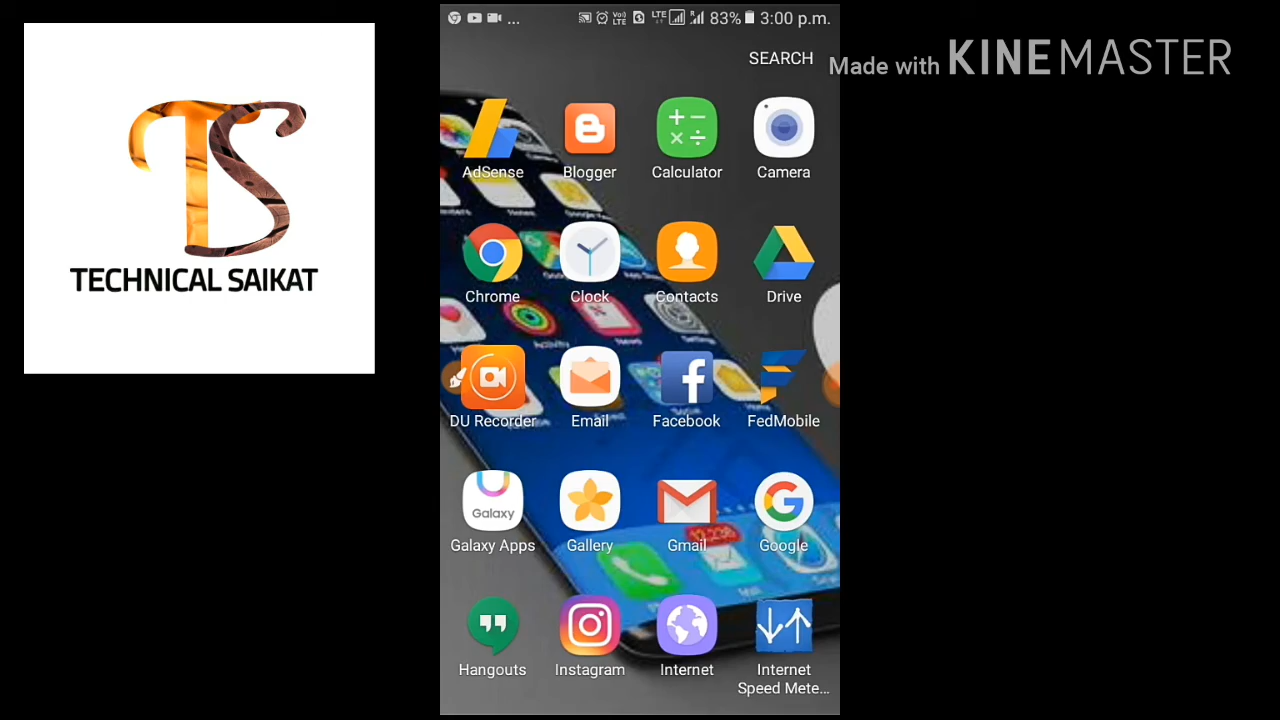 ... LTE 83% 3:00 p.m.
SEARCH
Made with KINEMASTER
TS
TECHNICAL SAIKAT
AdSense Blogger Calculator Camera
Chrome Clock Contacts Drive
DU Recorder Email Facebook FedMobile
Galaxy
Galaxy Apps Gallery Gmail Google
Hangouts Instagram Internet Internet
Speed Mete...